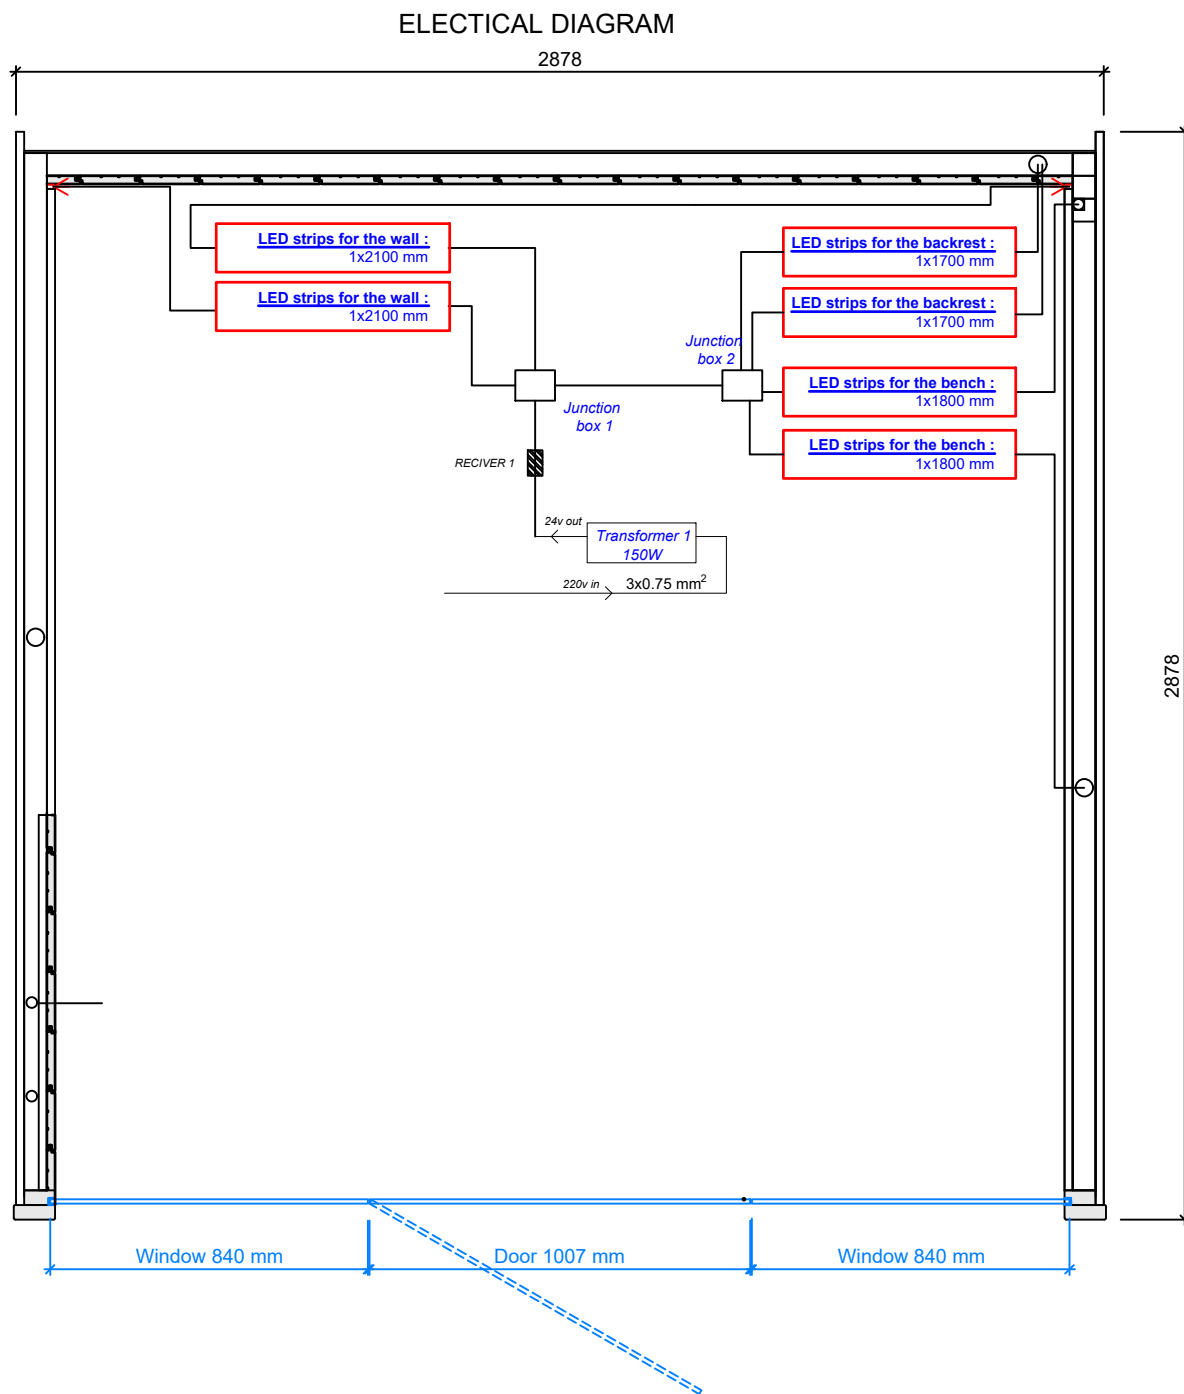 ELECTICAL DIAGRAM
2878
LED strips for the wall :
1x2100 mm
LED strips for the wall :
1x2100 mm
LED strips for the backrest :
1x1700 mm
LED strips for the backrest :
1x1700 mm
Junction
box 2
LED strips for the bench :
1x1800 mm
Junction
box 1
LED strips for the bench :
1x1800 mm
RECIVER 1
24v out
Transformer 1
150W
220v in
3x0.75 mm²
2878
Window 840 mm
Door 1007 mm
Window 840 mm